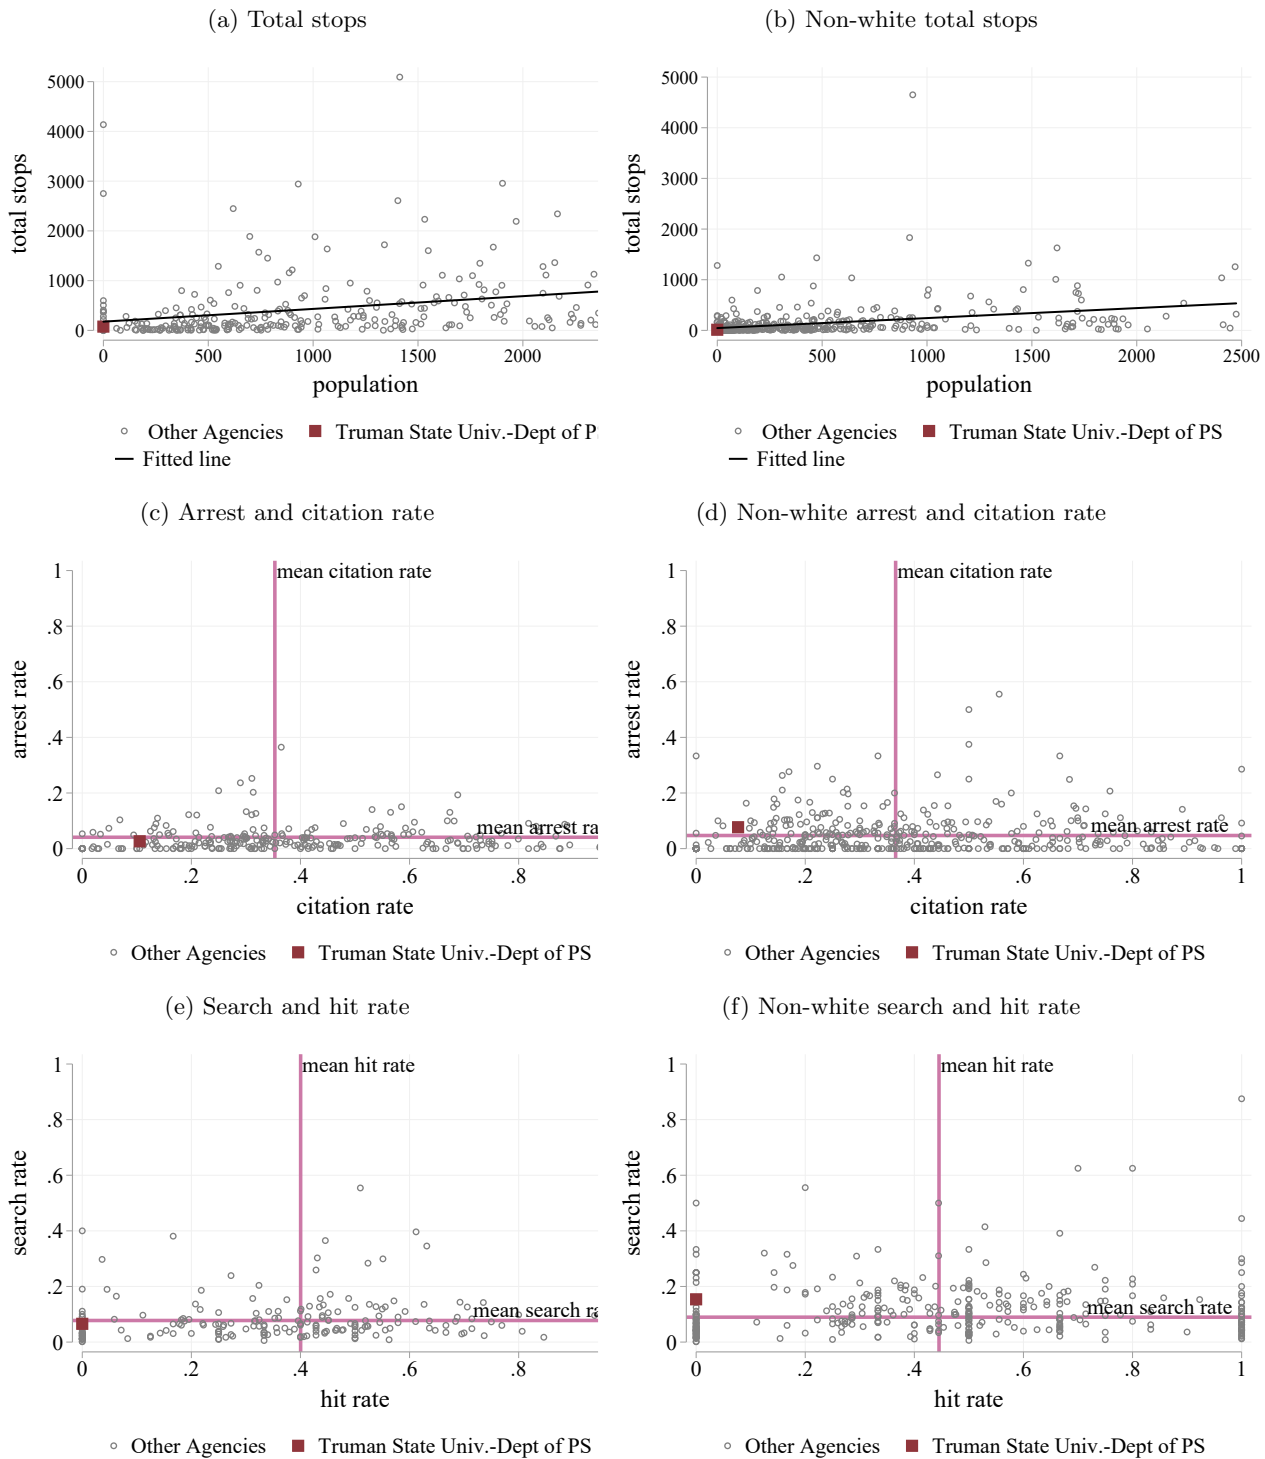 (a) Total stops
total stops
5000
4000
3000
2000
1000
0
0 500 1000 1500 2000
population
Other Agencies Truman State Univ.-Dept of P
Fitted line
(b) Non-white total stops
total stops
5000
4000
3000
2000
1000
0
0 500 1000 1500 2000 2500
population
Other Agencies Truman State Univ.-Dept of PS
Fitted line
(c) Arrest and citation rate
arrest rate
1
.8
.6
.4
.2
0
mean citation rate
mean arrest ra
0 .2 .4 .6 .8
citation rate
Other Agencies Truman State Univ.-Dept of PS
(d) Non-white arrest and citation rate
arrest rate
1
.8
.6
.4
.2
0
mean citation rate
mean arrest rate
0 .2 .4 .6 .8 1
citation rate
Other Agencies Truman State Univ.-Dept of PS
(e) Search and hit rate
search rate
1
.8
.6
.4
.2
0
mean hit rate
mean search ra
0 .2 .4 .6 .8
hit rate
Other Agencies Truman State Univ.-Dept of PS
(f) Non-white search and hit rate
search rate
1
.8
.6
.4
.2
0
mean hit rate
mean search rate
0 .2 .4 .6 .8 1
hit rate
Other Agencies Truman State Univ.-Dept of PS